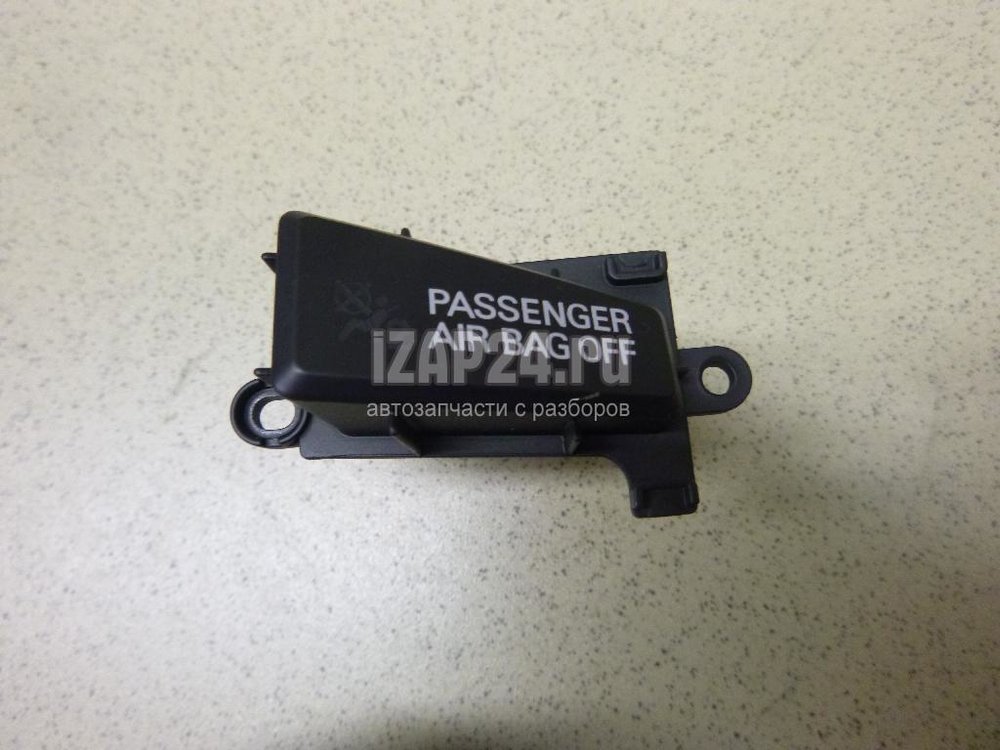 PASSENGER
AIR BAG OFF
iZAP24.ru
автозапчасти с разборов